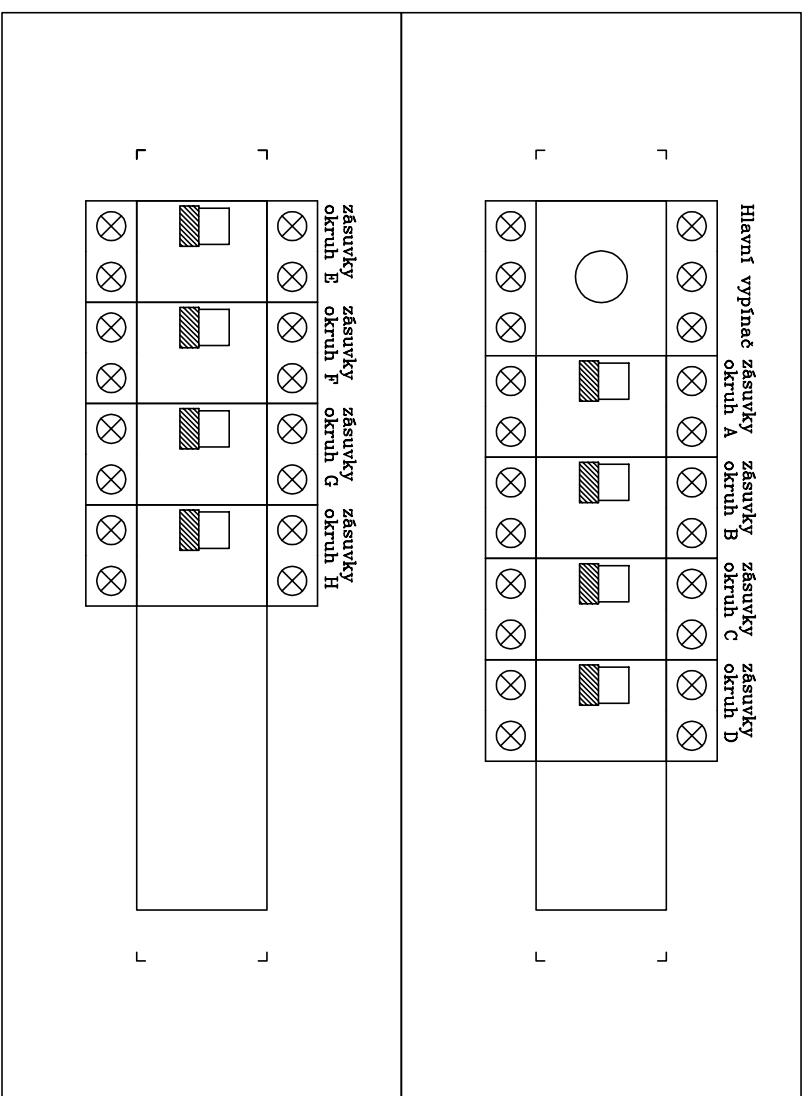 Hlavní vypínač
zásuvky
okruh A
zásuvky
okruh B
zásuvky
okruh C
zásuvky
okruh D
zásuvky
okruh E
zásuvky
okruh F
zásuvky
okruh G
zásuvky
okruh H